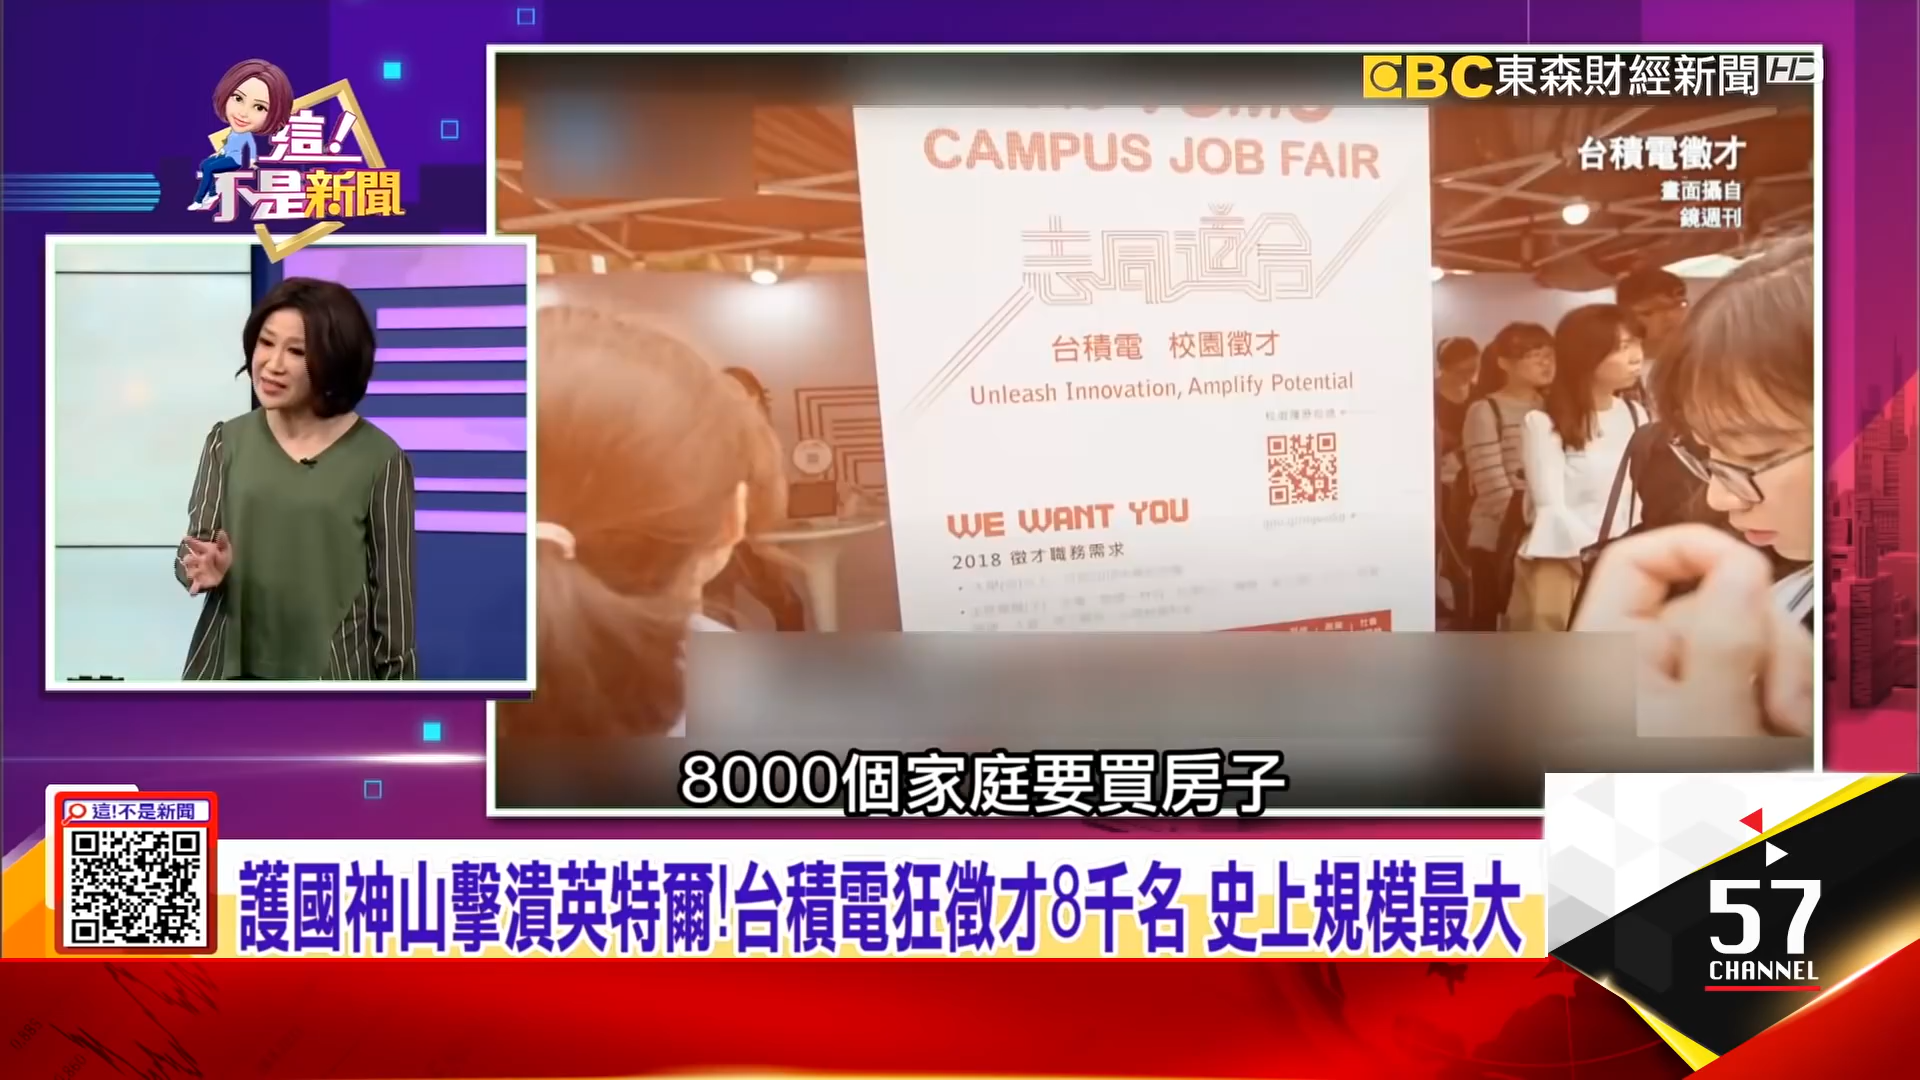 這!
不是新聞
EBC東森財經新聞 HD
台積電徵才
畫面攝自
鏡週刊
CAMPUS JOB FAIR
志同道合
台積電 校園徵才
Unleash Innovation, Amplify Potential
WE WANT YOU
2018 徵才職務需求
8000個家庭要買房子
這!不是新聞
護國神山擊潰英特爾!台積電狂徵才8千名 史上規模最大
57
CHANNEL